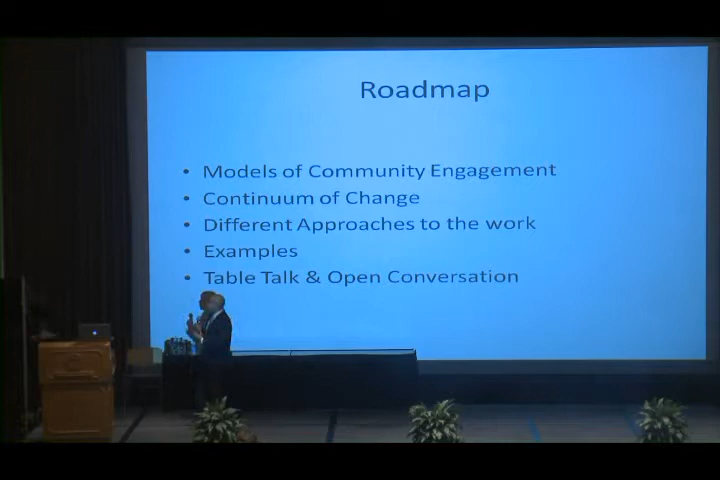 Roadmap
• Models of Community Engagement
• Continuum of Change
• Different Approaches to the work
• Examples
• Table Talk & Open Conversation